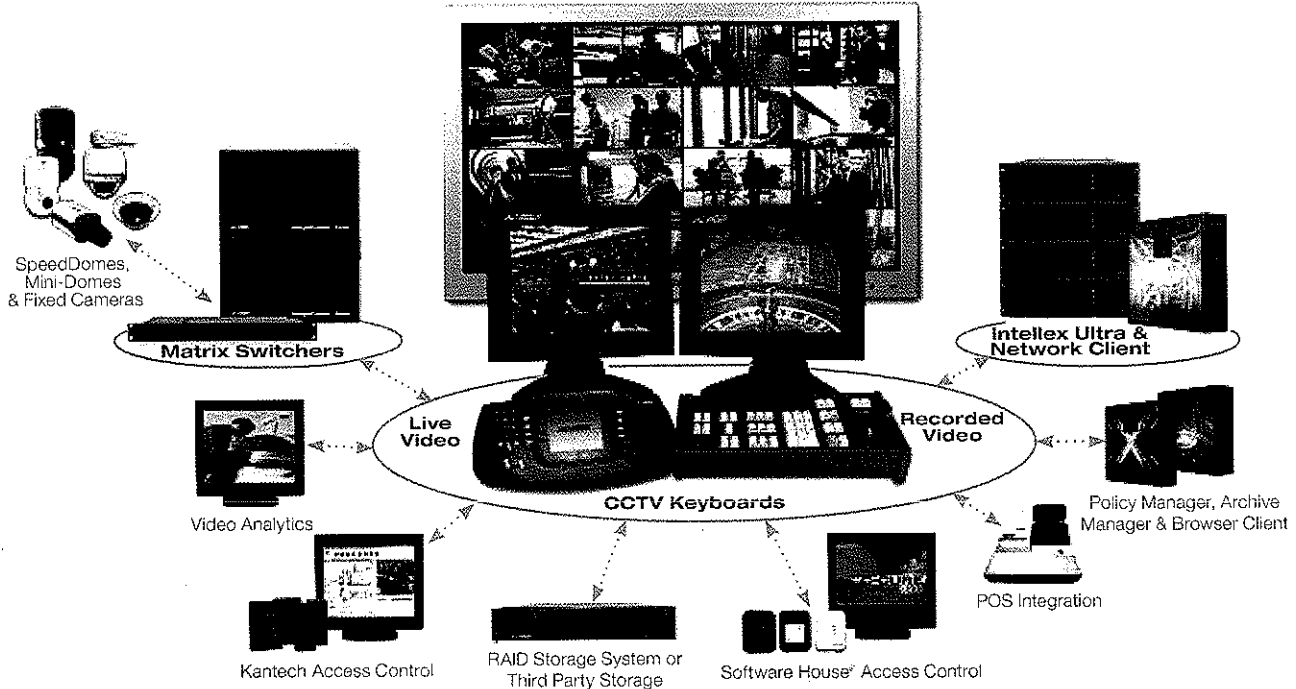 SpeedDomes,
Mini-Domes
& Fixed Cameras
Matrix Switchers
Intellex Ultra &
Network Client
Live
Video
Recorded
Video
CCTV Keyboards
Video Analytics
Policy Manager, Archive
Manager & Browser Client
POS Integration
Kantech Access Control
RAID Storage System or
Third Party Storage
Software House® Access Control